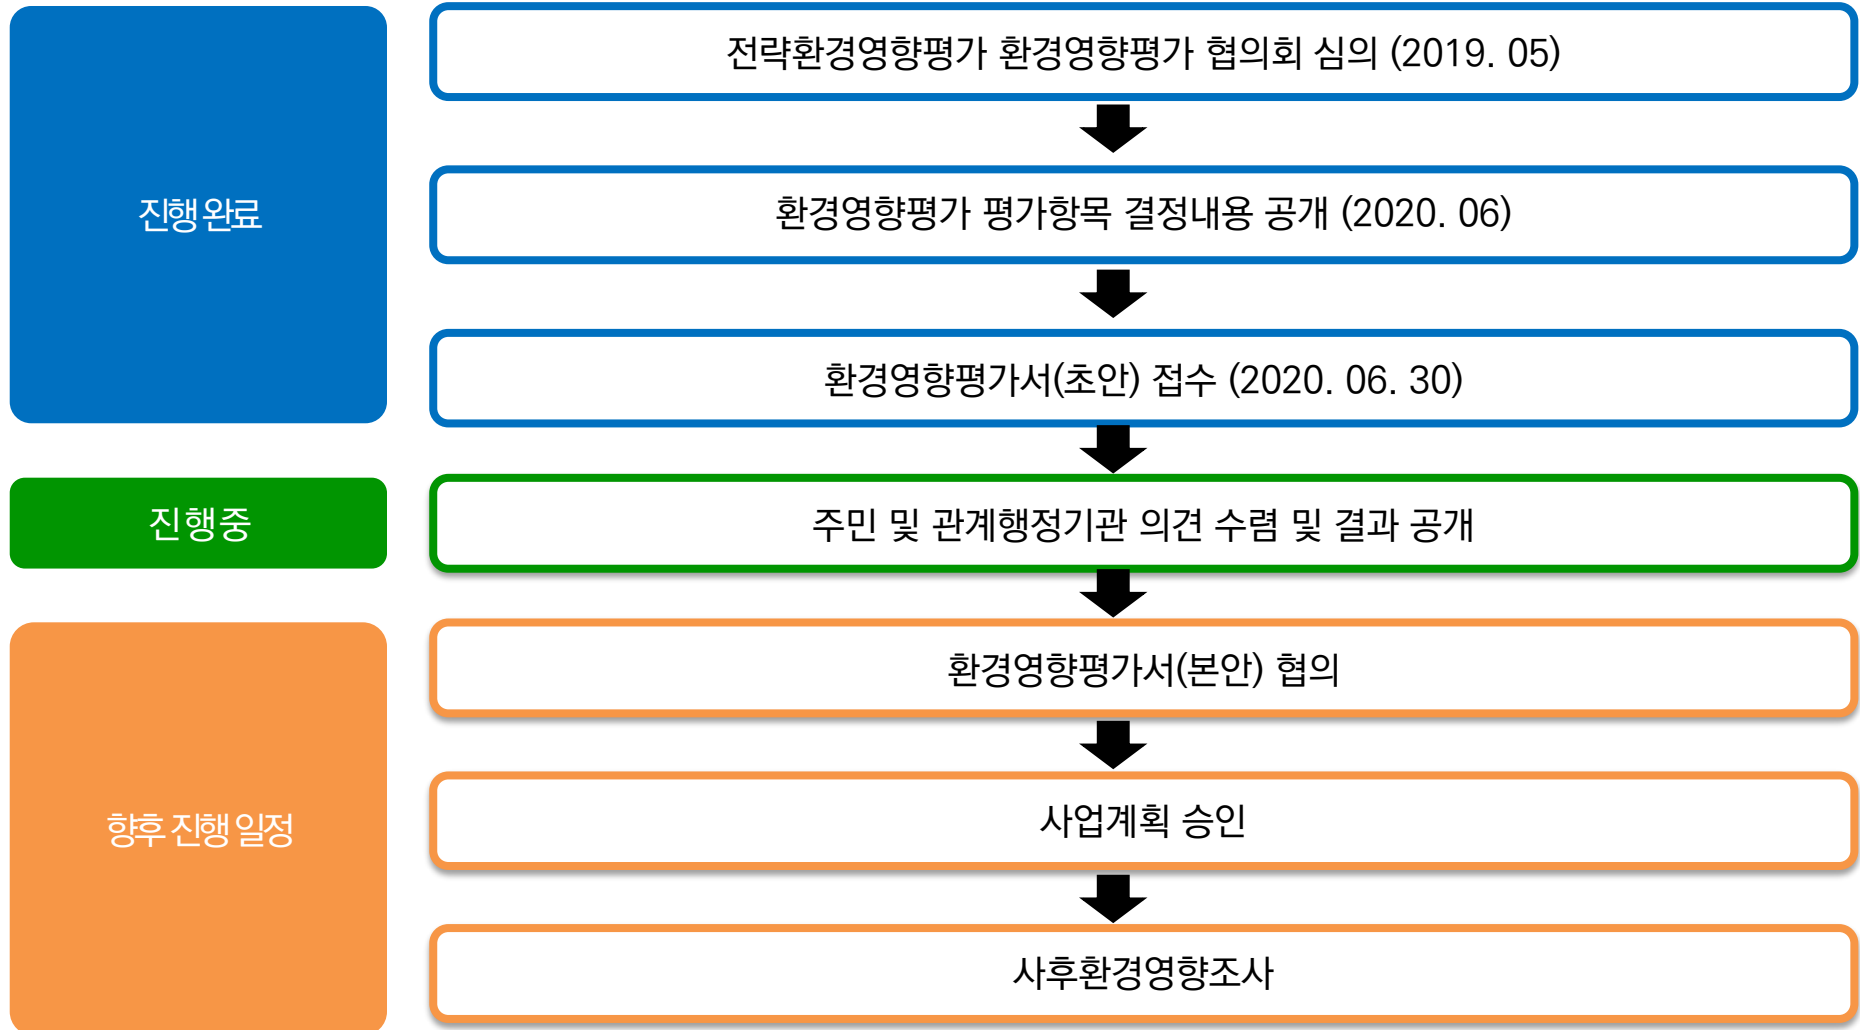 진행 완료
전략환경영향평가 환경영향평가 협의회 심의 (2019. 05)
환경영향평가 평가항목 결정내용 공개 (2020. 06)
환경영향평가서(초안) 접수 (2020. 06. 30)
진행중
주민 및 관계행정기관 의견 수렴 및 결과 공개
향후 진행 일정
환경영향평가서(본안) 협의
사업계획 승인
사후환경영향조사